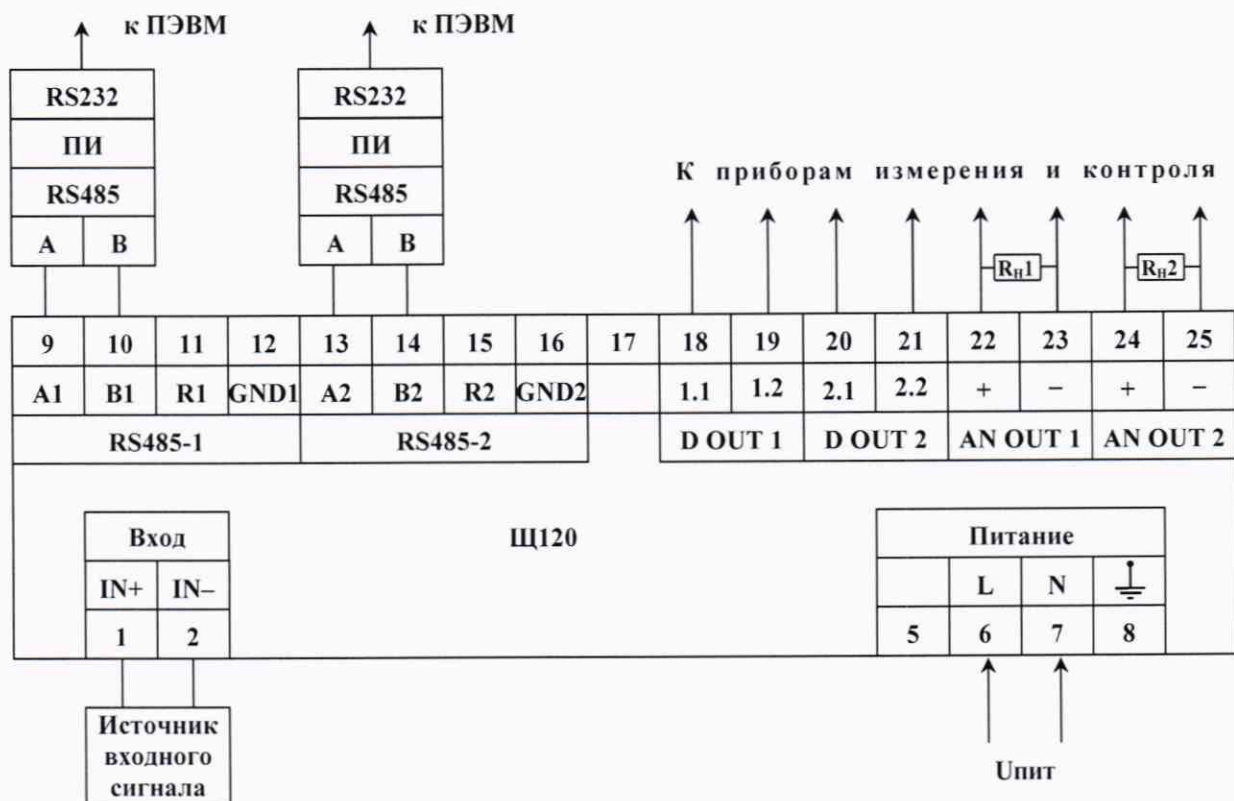 к ПЭВМ к ПЭВМ
RS232 RS232
ПИ ПИ
RS485 RS485
К приборам измерения и контроля
A B A B
Rн1 Rн2
9 10 11 12 13 14 15 16 17 18 19 20 21 22 23 24 25
A1 B1 R1 GND1 A2 B2 R2 GND2 1.1 1.2 2.1 2.2 + – + –
RS485-1 RS485-2 D OUT 1 D OUT 2 AN OUT 1 AN OUT 2
Вход Щ120 Питание
IN+ IN– L N
1 2 5 6 7 8
Источник
входного
сигнала
Uпит